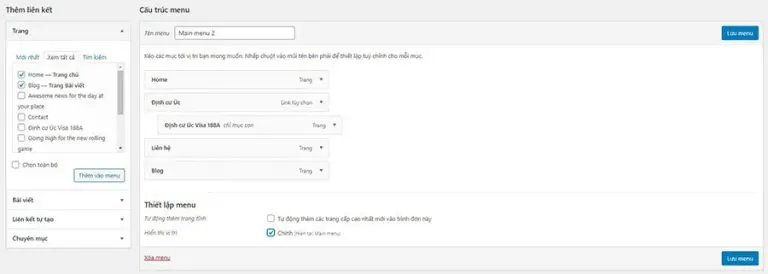 Thêm liên kết
Trang
Mới nhất Xem tất cả Tìm kiếm
Home — Trang chủ
Blog — Trang Bài viết
Awesome news for the day at
your place
Contact
Định cư Úc Visa 188A
Going high for the new rolling
game
Chọn toàn bộ
Thêm vào menu
Bài viết
Liên kết tự tạo
Chuyên mục
Cấu trúc menu
Tên menu Main menu 2 Lưu menu
Kéo các mục tới vị trí bạn mong muốn. Nhấp chuột vào mũi tên bên phải để thiết lập tuỳ chỉnh cho mỗi mục.
Home Trang
Định cư Úc Link tùy chọn
Định cư Úc Visa 188A chỉ mục con Trang
Liên hệ Trang
Blog Trang
Thiết lập menu
Tự động thêm trang tĩnh Tự động thêm các trang cấp cao nhất mới vào trình đơn này
Hiển thị vị trí Chính (Hiện tại: Main menu)
Xóa menu Lưu menu